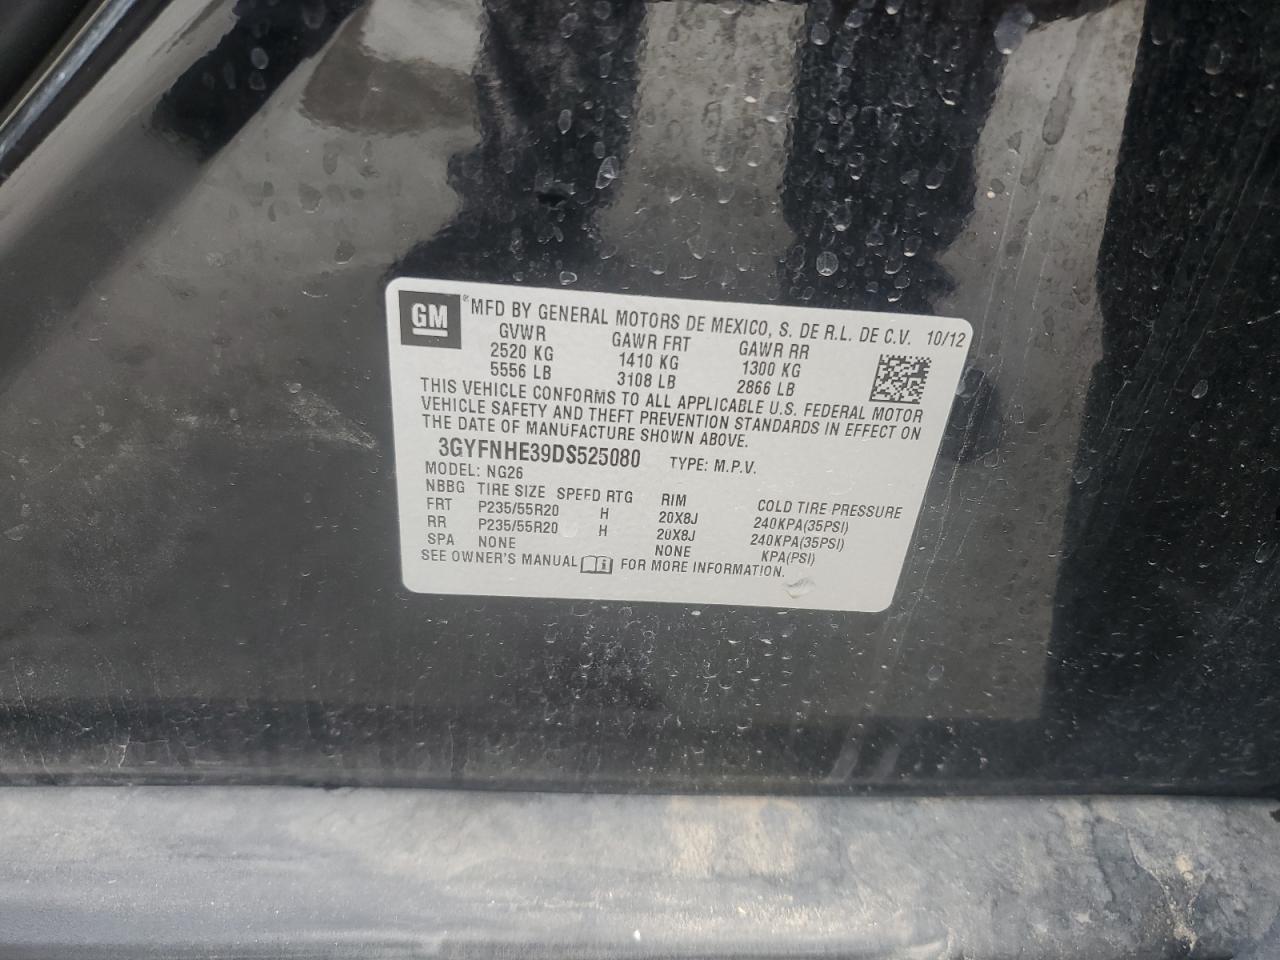 GM ® MFD BY GENERAL MOTORS DE MEXICO, S. DE R.L. DE C.V. 10/12
GVWR GAWR FRT GAWR RR
2520 KG 1410 KG 1300 KG
5556 LB 3108 LB 2866 LB
THIS VEHICLE CONFORMS TO ALL APPLICABLE U.S. FEDERAL MOTOR
VEHICLE SAFETY AND THEFT PREVENTION STANDARDS IN EFFECT ON
THE DATE OF MANUFACTURE SHOWN ABOVE.
3GYFNHE39DS525080 TYPE: M.P.V.
MODEL: NG26
NBBG TIRE SIZE SPEED RTG RIM COLD TIRE PRESSURE
FRT P235/55R20 H 20X8J 240KPA(35PSI)
RR P235/55R20 H 20X8J 240KPA(35PSI)
SPA NONE NONE KPA(PSI)
SEE OWNER'S MANUAL FOR MORE INFORMATION.